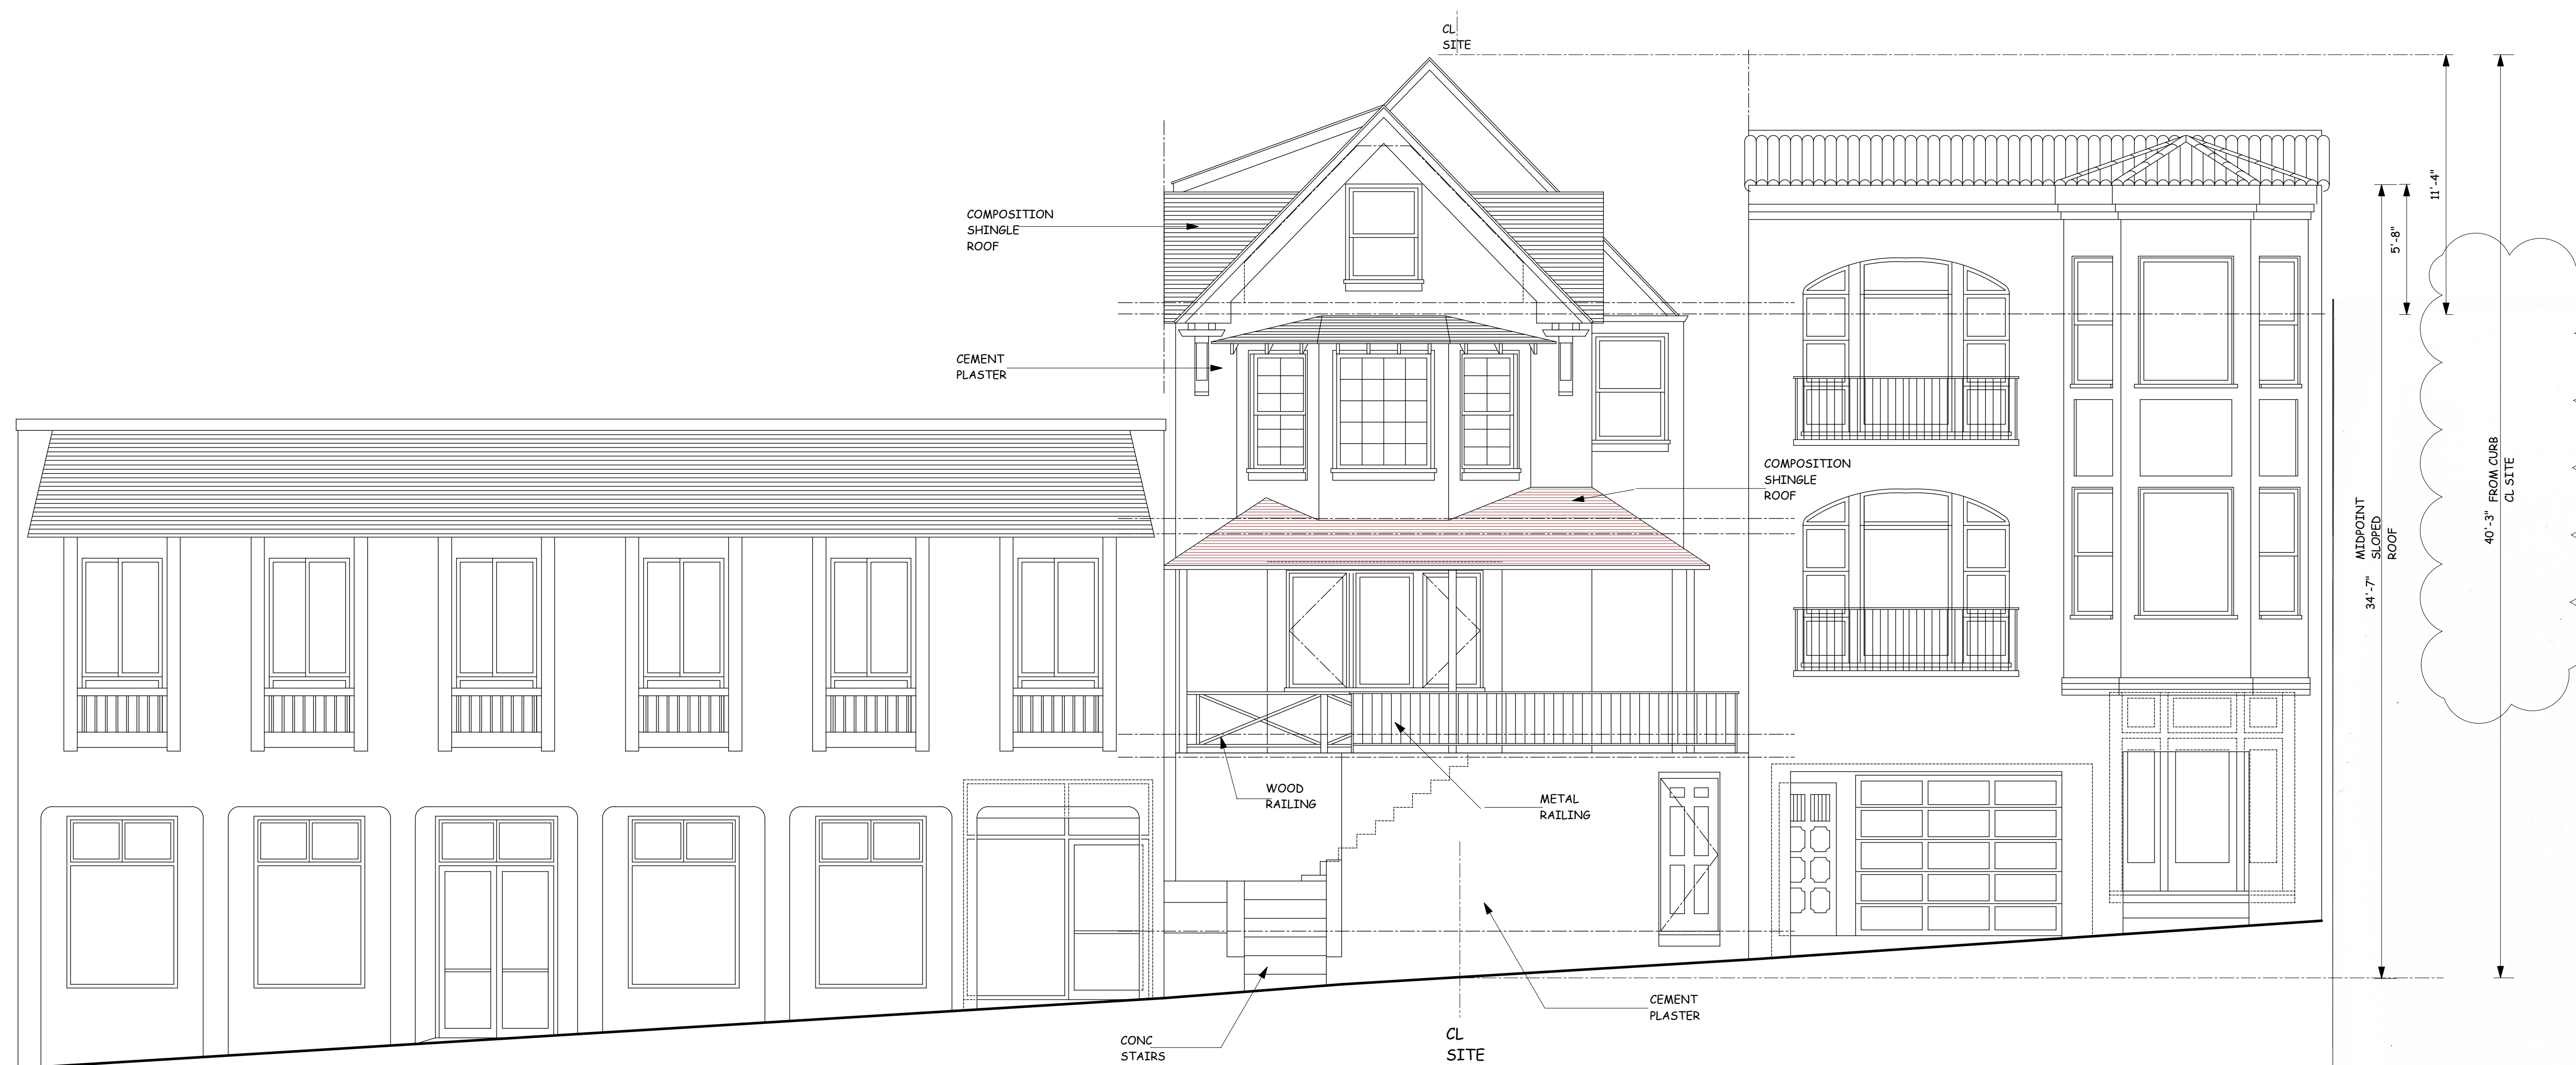 CL
SITE
COMPOSITION
SHINGLE
ROOF
CEMENT
PLASTER
COMPOSITION
SHINGLE
ROOF
WOOD
RAILING
METAL
RAILING
CEMENT
PLASTER
CONC
STAIRS
CL
SITE
11'-4"
5'-8"
MIDPOINT
SLOPED
ROOF
34'-7"
FROM CURB
CL SITE
40'-3"